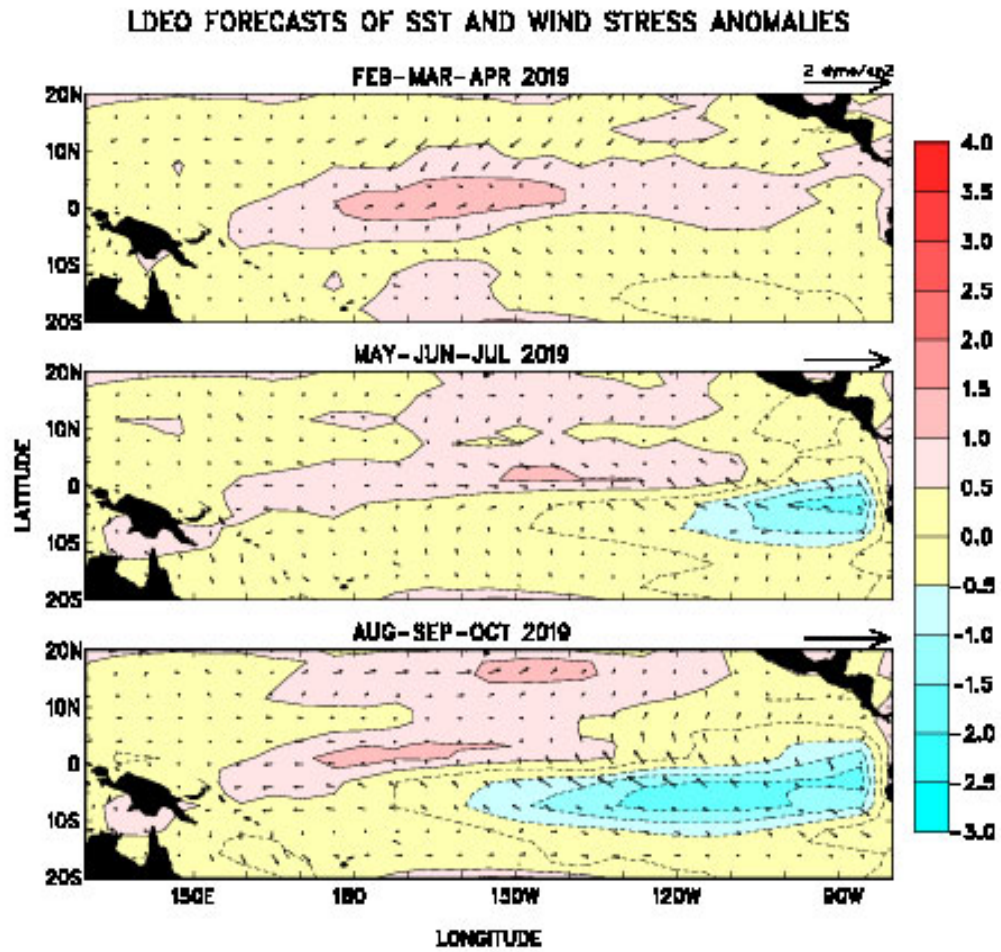 LDEO FORECASTS OF SST AND WIND STRESS ANOMALIES
FEB-MAR-APR 2019
2 dyne/cm2
20N
10N
0
10S
20S
MAY-JUN-JUL 2019
20N
10N
0
10S
20S
LATITUDE
AUG-SEP-OCT 2019
20N
10N
0
10S
20S
150E
180
150W
120W
90W
LONGITUDE
4.0
3.5
3.0
2.5
2.0
1.5
1.0
0.5
0.0
-0.5
-1.0
-1.5
-2.0
-2.5
-3.0